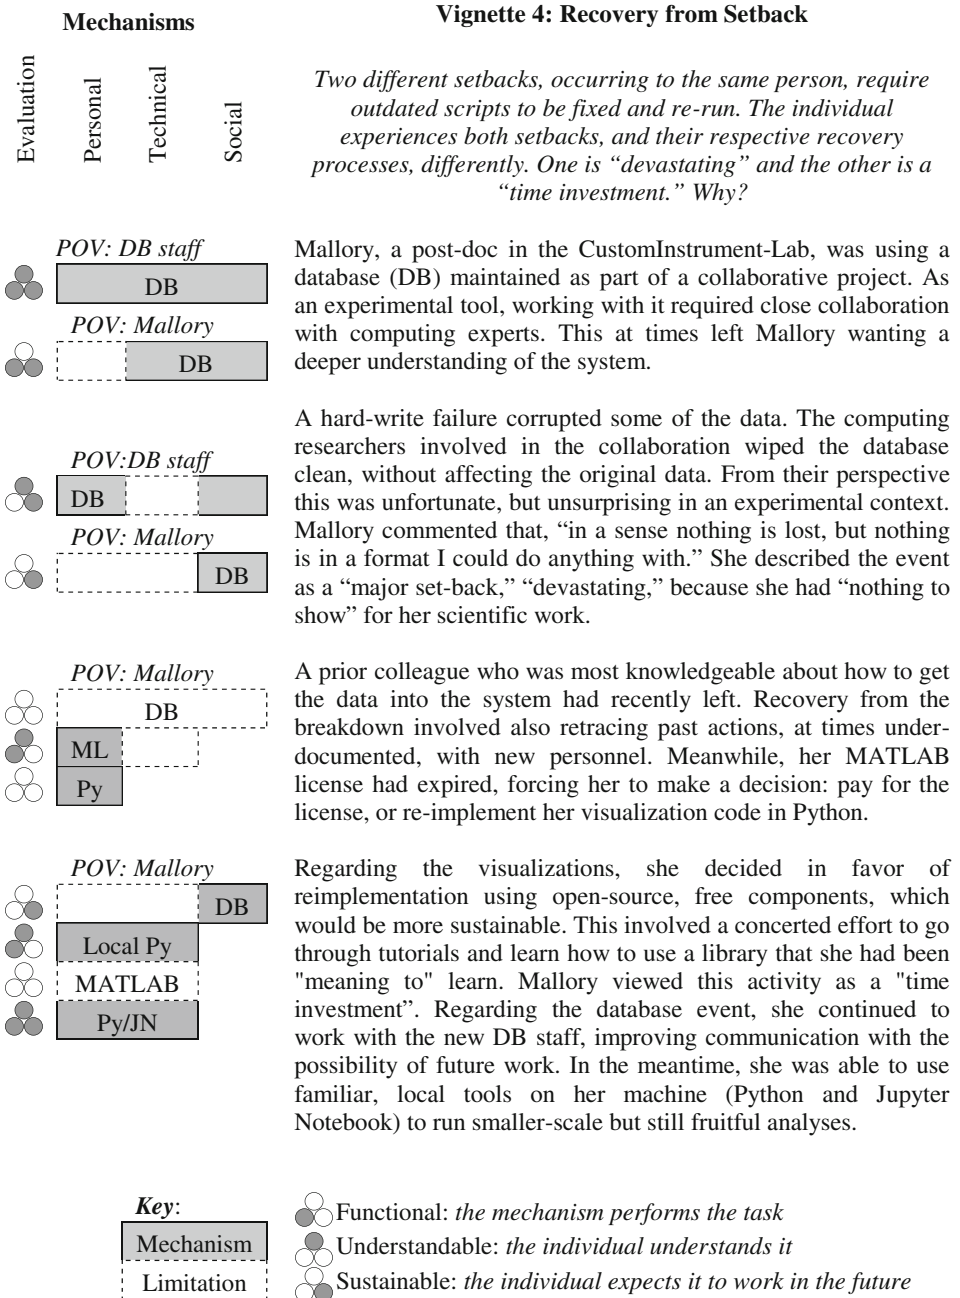 Mechanisms
Evaluation
Personal
Technical
Social
Vignette 4: Recovery from Setback
Two different setbacks, occurring to the same person, require
outdated scripts to be fixed and re-run. The individual
experiences both setbacks, and their respective recovery
processes, differently. One is “devastating” and the other is a
“time investment.” Why?
POV: DB staff
DB
POV: Mallory
DB
Mallory, a post-doc in the CustomInstrument-Lab, was using a
database (DB) maintained as part of a collaborative project. As
an experimental tool, working with it required close collaboration
with computing experts. This at times left Mallory wanting a
deeper understanding of the system.
POV:DB staff
DB
POV: Mallory
DB
A hard-write failure corrupted some of the data. The computing
researchers involved in the collaboration wiped the database
clean, without affecting the original data. From their perspective
this was unfortunate, but unsurprising in an experimental context.
Mallory commented that, “in a sense nothing is lost, but nothing
is in a format I could do anything with.” She described the event
as a “major set-back,” “devastating,” because she had “nothing to
show” for her scientific work.
POV: Mallory
DB
ML
Py
A prior colleague who was most knowledgeable about how to get
the data into the system had recently left. Recovery from the
breakdown involved also retracing past actions, at times under-
documented, with new personnel. Meanwhile, her MATLAB
license had expired, forcing her to make a decision: pay for the
license, or re-implement her visualization code in Python.
POV: Mallory
DB
Local Py
MATLAB
Py/JN
Regarding the visualizations, she decided in favor of
reimplementation using open-source, free components, which
would be more sustainable. This involved a concerted effort to go
through tutorials and learn how to use a library that she had been
"meaning to" learn. Mallory viewed this activity as a "time
investment”. Regarding the database event, she continued to
work with the new DB staff, improving communication with the
possibility of future work. In the meantime, she was able to use
familiar, local tools on her machine (Python and Jupyter
Notebook) to run smaller-scale but still fruitful analyses.
Key:
Mechanism
Limitation
Functional: the mechanism performs the task
Understandable: the individual understands it
Sustainable: the individual expects it to work in the future